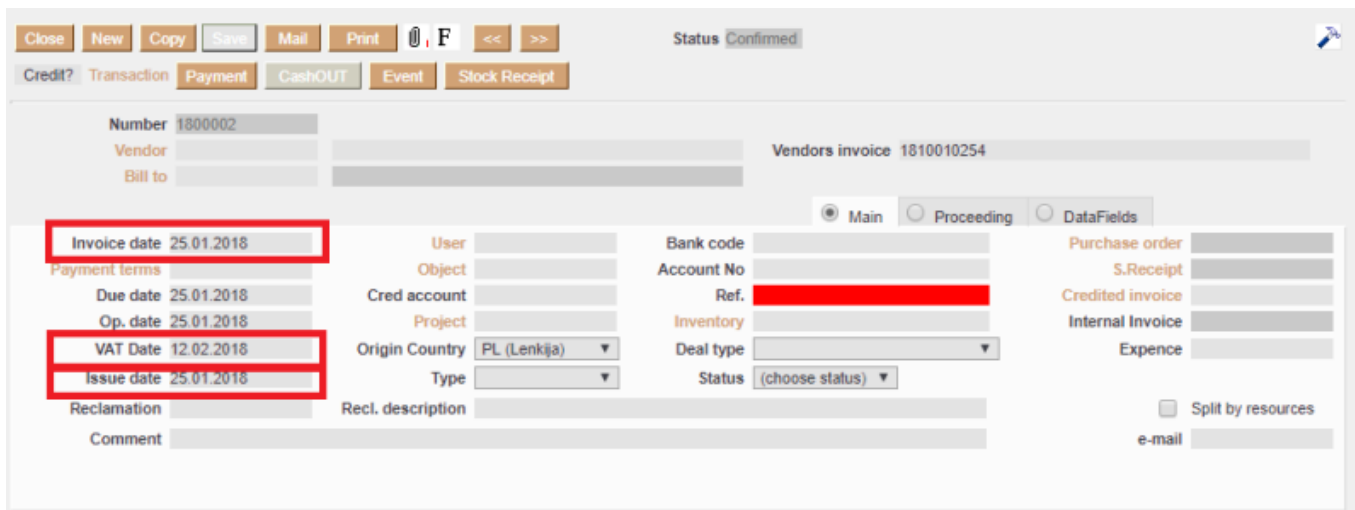 Close New Copy Save Mail Print F << >> Status Confirmed
Credit? Transaction Payment CashOUT Event Stock Receipt
Number 1800002
Vendor Vendors invoice 1810010254
Bill to
Main Proceeding DataFields
Invoice date 25.01.2018 User Bank code Purchase order
Payment terms Object Account No S.Receipt
Due date 25.01.2018 Cred account Ref. Credited invoice
Op. date 25.01.2018 Project Inventory Internal Invoice
VAT Date 12.02.2018 Origin Country PL (Lenkija) Deal type Expence
Issue date 25.01.2018 Type Status (choose status)
Reclamation Recl. description Split by resources
Comment e-mail